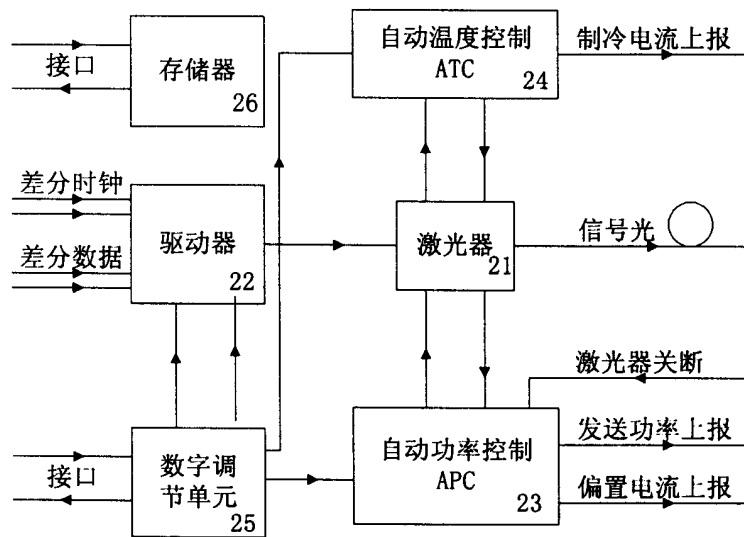 接口
存储器
26
自动温度控制
ATC
24
制冷电流上报
差分时钟
差分数据
驱动器
22
激光器
21
信号光
激光器关断
发送功率上报
偏置电流上报
接口
数字调
节单元
25
自动功率控制
APC
23